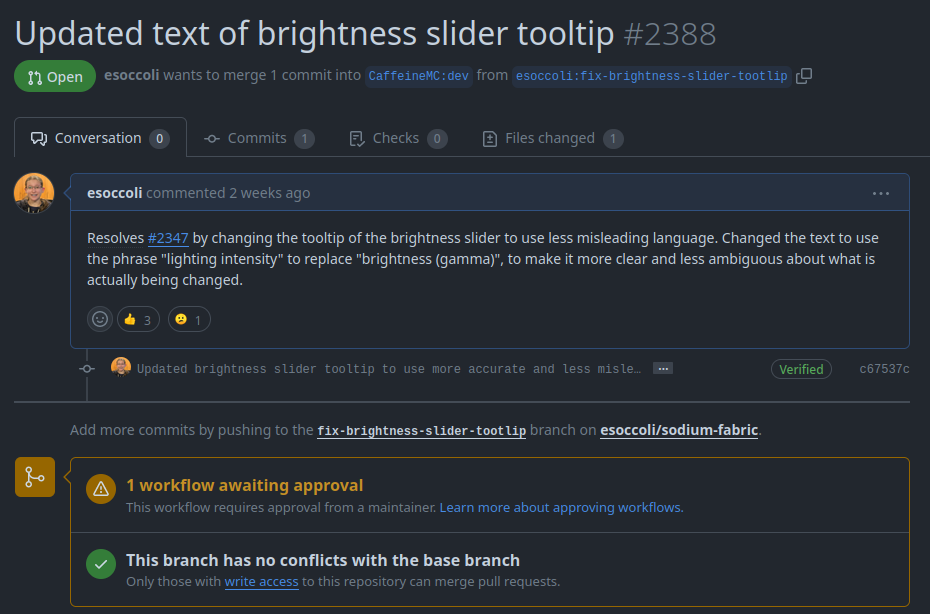 Updated text of brightness slider tooltip #2388
Open esoccoli wants to merge 1 commit into CaffeineMC:dev from esoccoli:fix-brightness-slider-tootlip
Conversation 0 Commits 1 Checks 0 Files changed 1
esoccoli commented 2 weeks ago
Resolves #2347 by changing the tooltip of the brightness slider to use less misleading language. Changed the text to use
the phrase "lighting intensity" to replace "brightness (gamma)", to make it more clear and less ambiguous about what is
actually being changed.
3 1
Updated brightness slider tooltip to use more accurate and less misle… Verified c67537c
Add more commits by pushing to the fix-brightness-slider-tootlip branch on esoccoli/sodium-fabric.
1 workflow awaiting approval
This workflow requires approval from a maintainer. Learn more about approving workflows.
This branch has no conflicts with the base branch
Only those with write access to this repository can merge pull requests.